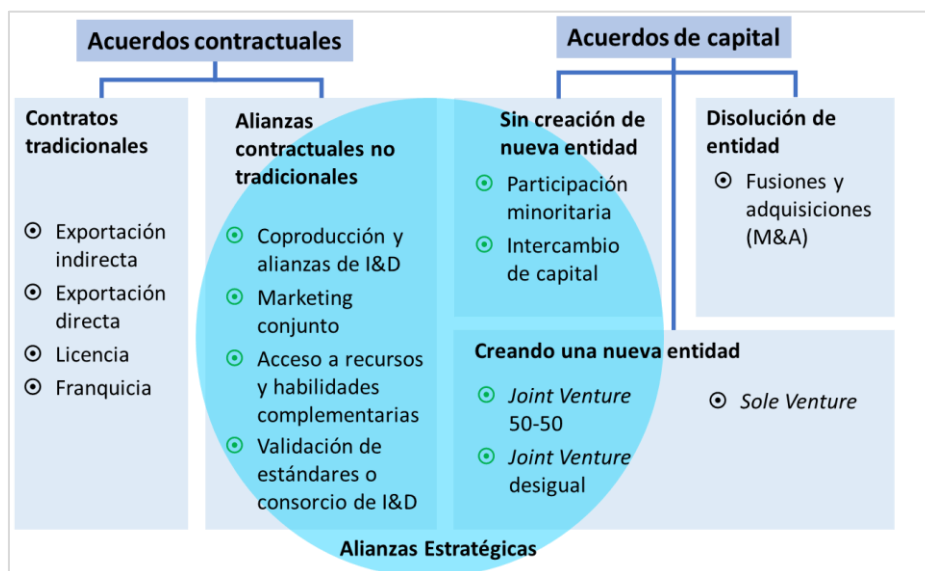 Acuerdos contractuales
Acuerdos de capital
Contratos
tradicionales
Exportación
indirecta
Exportación
directa
Licencia
Franquicia
Alianzas
contractuales no
tradicionales
Coproducción y
alianzas de I&D
Marketing
conjunto
Acceso a recursos
y habilidades
complementarias
Validación de
estándares o
consorcio de I&D
Sin creación de
nueva entidad
Participación
minoritaria
Intercambio
de capital
Disolución de
entidad
Fusiones y
adquisiciones
(M&A)
Creando una nueva entidad
Joint Venture
50-50
Joint Venture
desigual
Sole Venture
Alianzas Estratégicas